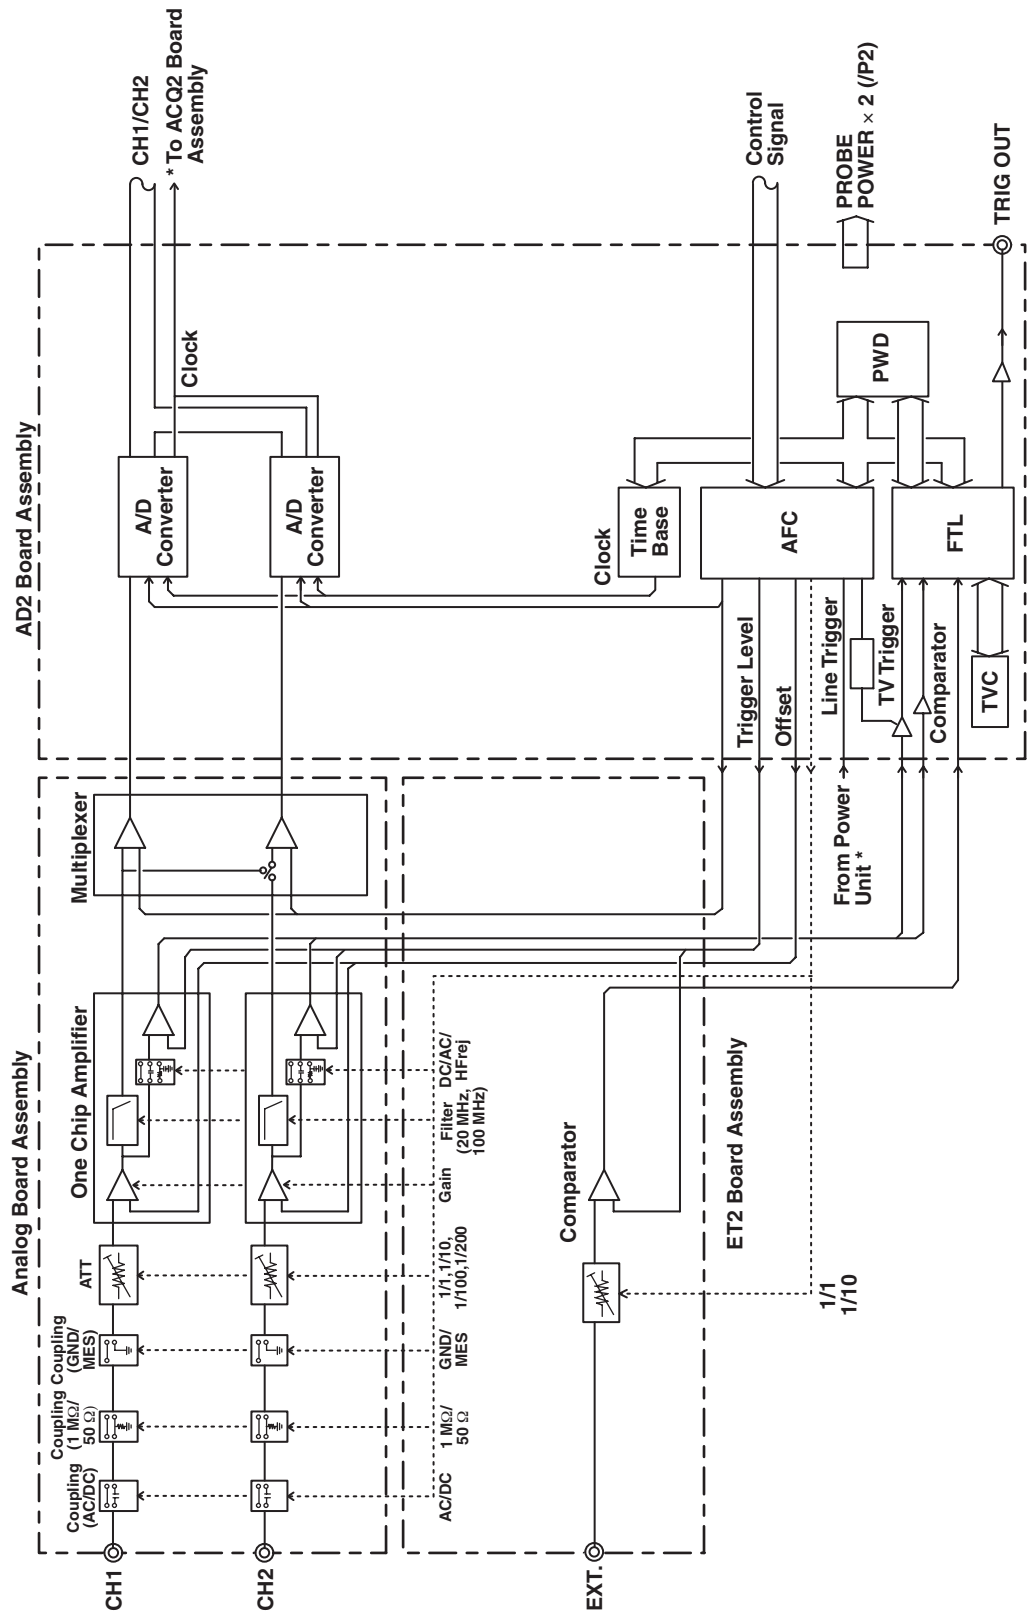 Analog Board Assembly
AD2 Board Assembly
Coupling
(AC/DC)
Coupling
(1 MΩ/
50 Ω)
Coupling
(GND/
MES)
ATT
One Chip Amplifier
Multiplexer
A/D
Converter
CH1/CH2
* To ACQ2 Board
Assembly
Clock
CH1
CH2
A/D
Converter
AC/DC
1 MΩ/
50 Ω
GND/
MES
1/1,1/10,
1/100,1/200
Gain
Filter
(20 MHz,
100 MHz)
DC/AC/
HFrej
Clock
Time
Base
Control
Signal
Comparator
EXT.
ET2 Board Assembly
1/1
1/10
Trigger Level
Offset
AFC
Line Trigger
From Power
Unit *
TV Trigger
Comparator
PWD
PROBE
POWER × 2 (/P2)
FTL
TVC
TRIG OUT